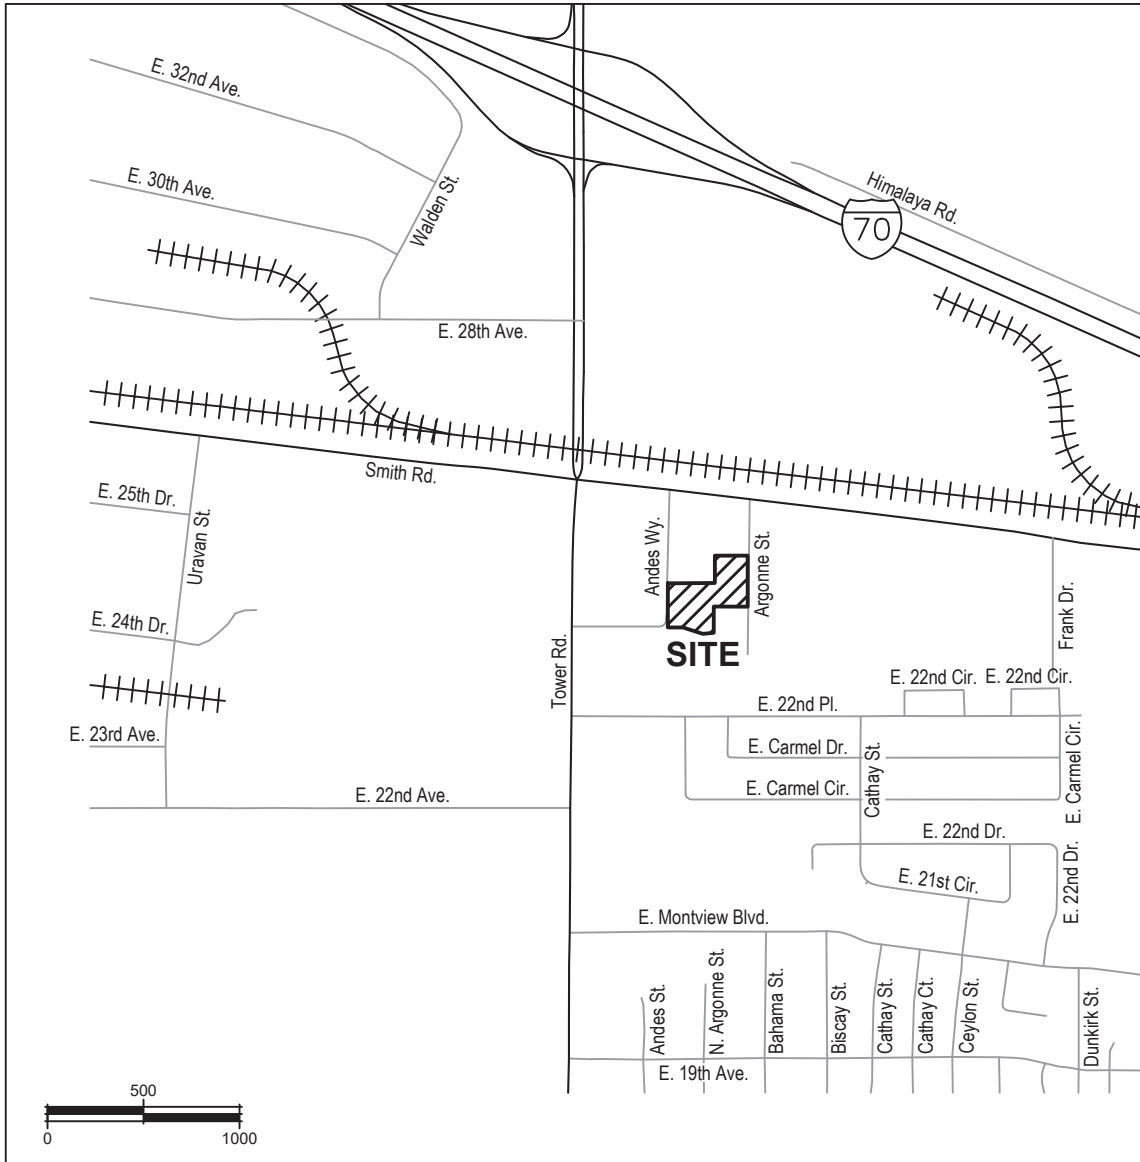 E. 32nd Ave.
E. 30th Ave.
Walden St.
Himalaya Rd.
70
E. 28th Ave.
Smith Rd.
E. 25th Dr.
Uravan St.
Andes Wy.
Argonne St.
E. 24th Dr.
SITE
Frank Dr.
Tower Rd.
E. 22nd Cir.
E. 22nd Cir.
E. 22nd Pl.
E. 23rd Ave.
E. Carmel Dr.
Cathay St.
E. Carmel Cir.
E. Carmel Cir.
E. 22nd Ave.
E. 22nd Dr.
E. 22nd Dr.
E. 21st Cir.
E. Montview Blvd.
Andes St.
N. Argonne St.
Bahama St.
Biscay St.
Cathay St.
Cathay Ct.
Ceylon St.
Dunkirk St.
E. 19th Ave.
500
0
1000